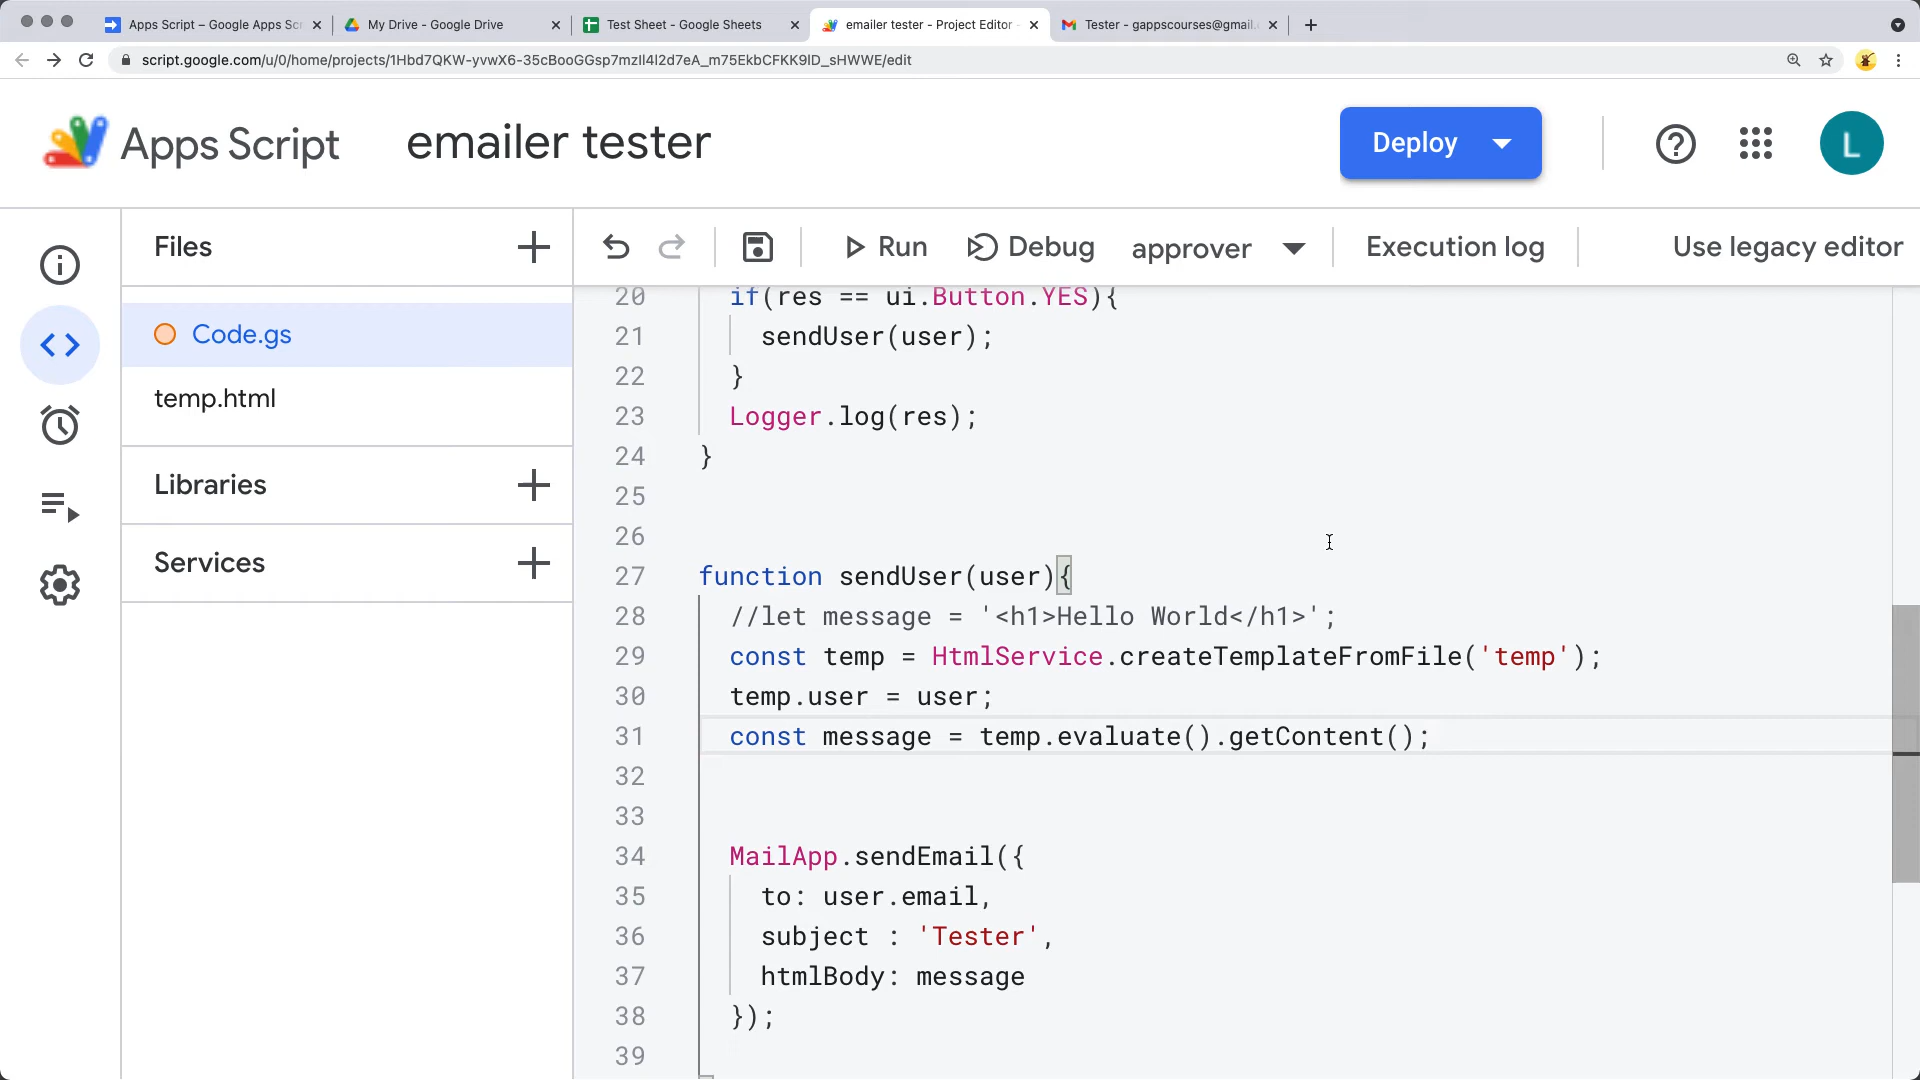 Apps Script – Google Apps Scr
My Drive - Google Drive
Test Sheet - Google Sheets
emailer tester - Project Editor -
Tester - gappscourses@gmail.
script.google.com/u/0/home/projects/1Hbd7QKW-yvwX6-35cBooGGsp7mzIl4l2d7eA_m75EkbCFKK9lD_sHWWE/edit
Apps Script
emailer tester
Deploy
L
Files
Run
Debug
approver
Execution log
Use legacy editor
Code.gs
temp.html
Libraries
Services
20 if(res == ui.Button.YES){
21 sendUser(user);
22 }
23 Logger.log(res);
24 }
25
26
27 function sendUser(user){
28 //let message = '<h1>Hello World</h1>';
29 const temp = HtmlService.createTemplateFromFile('temp');
30 temp.user = user;
31 const message = temp.evaluate().getContent();
32
33
34 MailApp.sendEmail({
35 to: user.email,
36 subject : 'Tester',
37 htmlBody: message
38 });
39